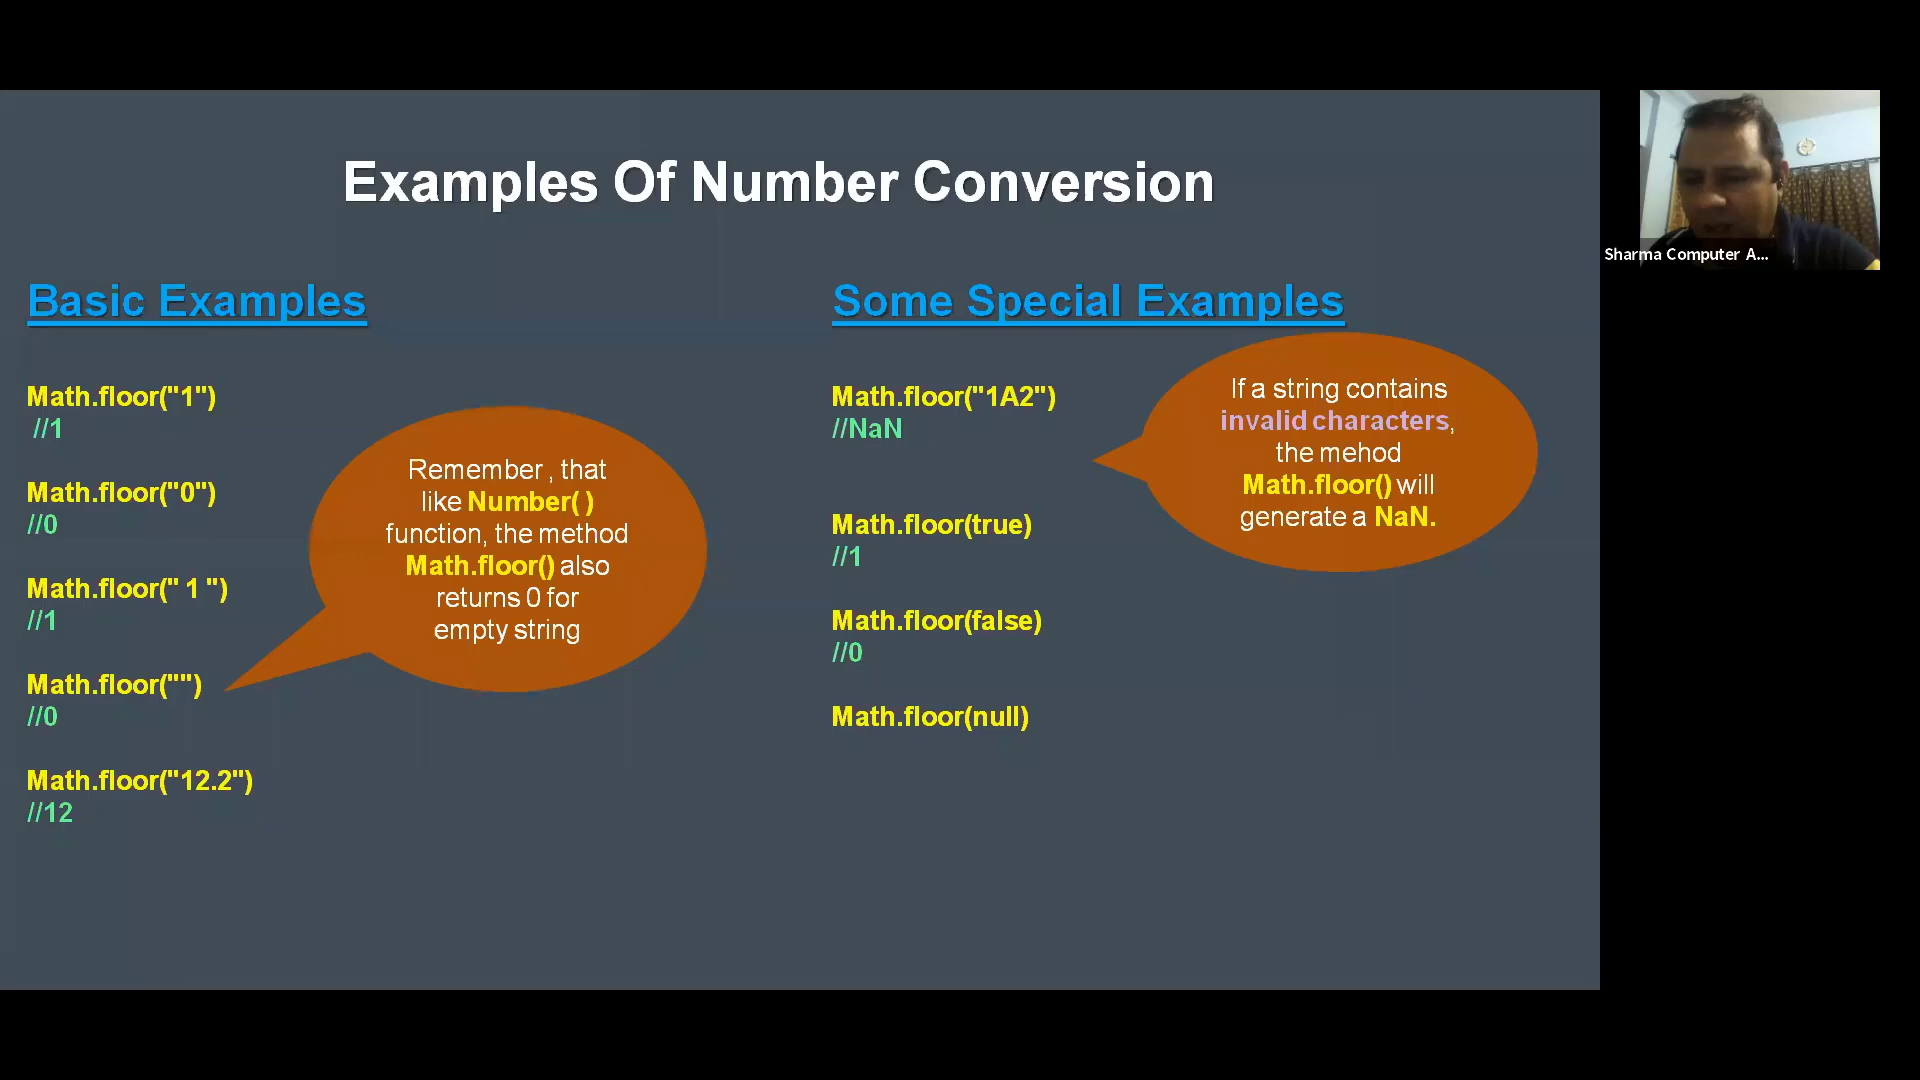 Examples Of Number Conversion
Basic Examples
Math.floor("1")
//1
Math.floor("0")
//0
Math.floor(" 1 ")
//1
Math.floor("")
//0
Math.floor("12.2")
//12
Remember , that
like Number( )
function, the method
Math.floor() also
returns 0 for
empty string
Some Special Examples
Math.floor("1A2")
//NaN
Math.floor(true)
//1
Math.floor(false)
//0
Math.floor(null)
If a string contains
invalid characters,
the mehod
Math.floor() will
generate a NaN.
Sharma Computer A...